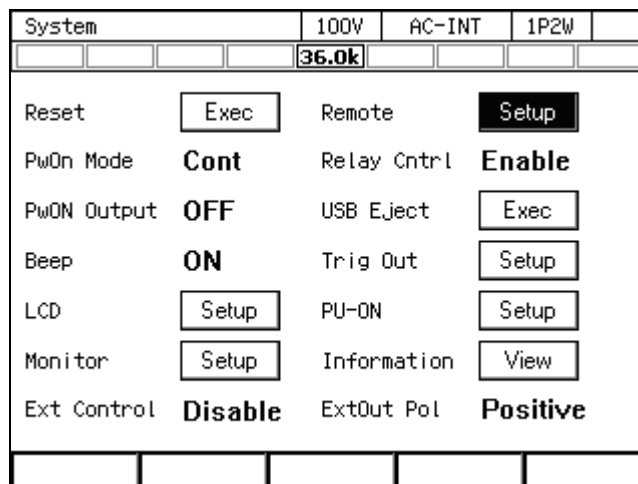 System 100V AC-INT 1P2W
36.0k
Reset Exec Remote Setup
PwOn Mode Cont Relay Cntrl Enable
PwON Output OFF USB Eject Exec
Beep ON Trig Out Setup
LCD Setup PU-ON Setup
Monitor Setup Information View
Ext Control Disable ExtOut Pol Positive